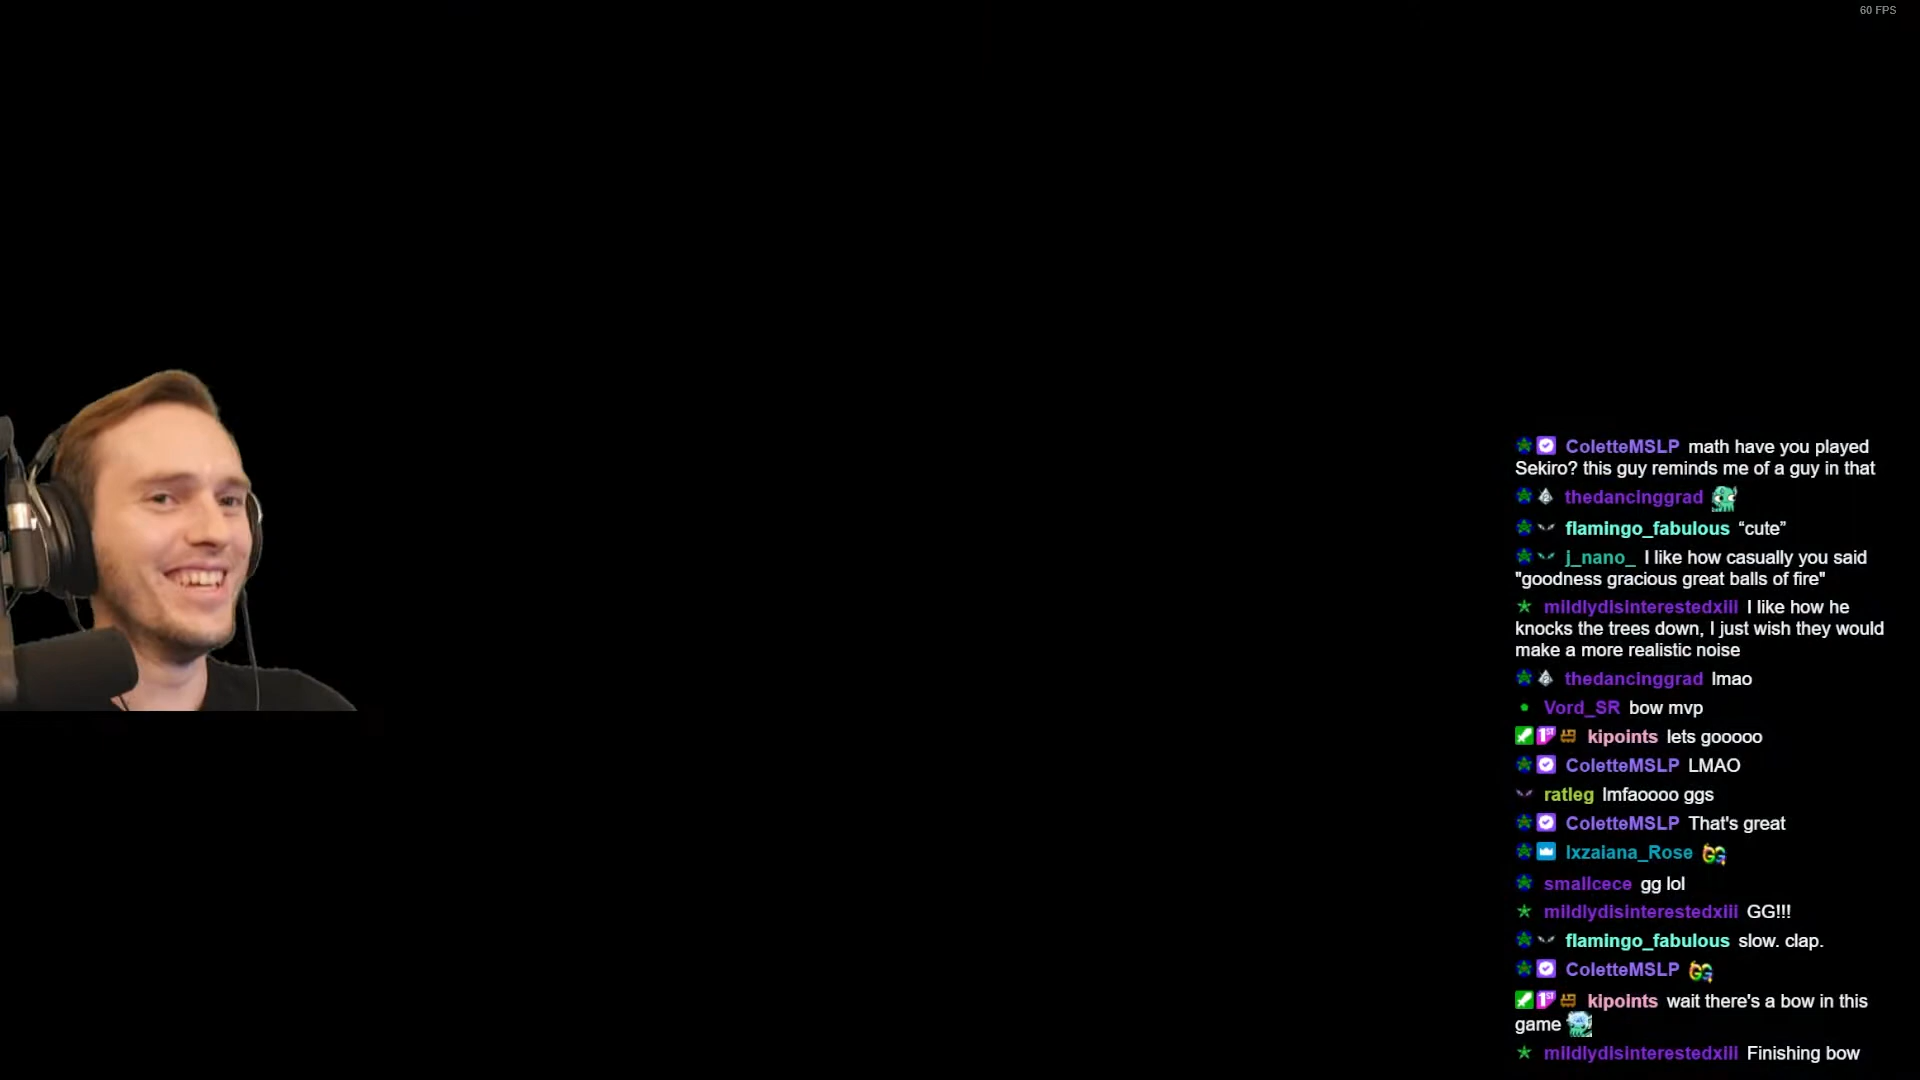 60 FPS
ColetteMSLP math have you played
Sekiro? this guy reminds me of a guy in that
thedancinggrad
flamingo_fabulous “cute”
j_nano_ I like how casually you said
"goodness gracious great balls of fire"
mildlydisinterestedxiii I like how he
knocks the trees down, I just wish they would
make a more realistic noise
thedancinggrad lmao
Vord_SR bow mvp
kipoints lets gooooo
ColetteMSLP LMAO
ratleg lmfaoooo ggs
ColetteMSLP That's great
Ixzaiana_Rose GG
smallcece gg lol
mildlydisinterestedxiii GG!!!
flamingo_fabulous slow. clap.
ColetteMSLP GG
kipoints wait there's a bow in this
game
mildlydisinterestedxiii Finishing bow